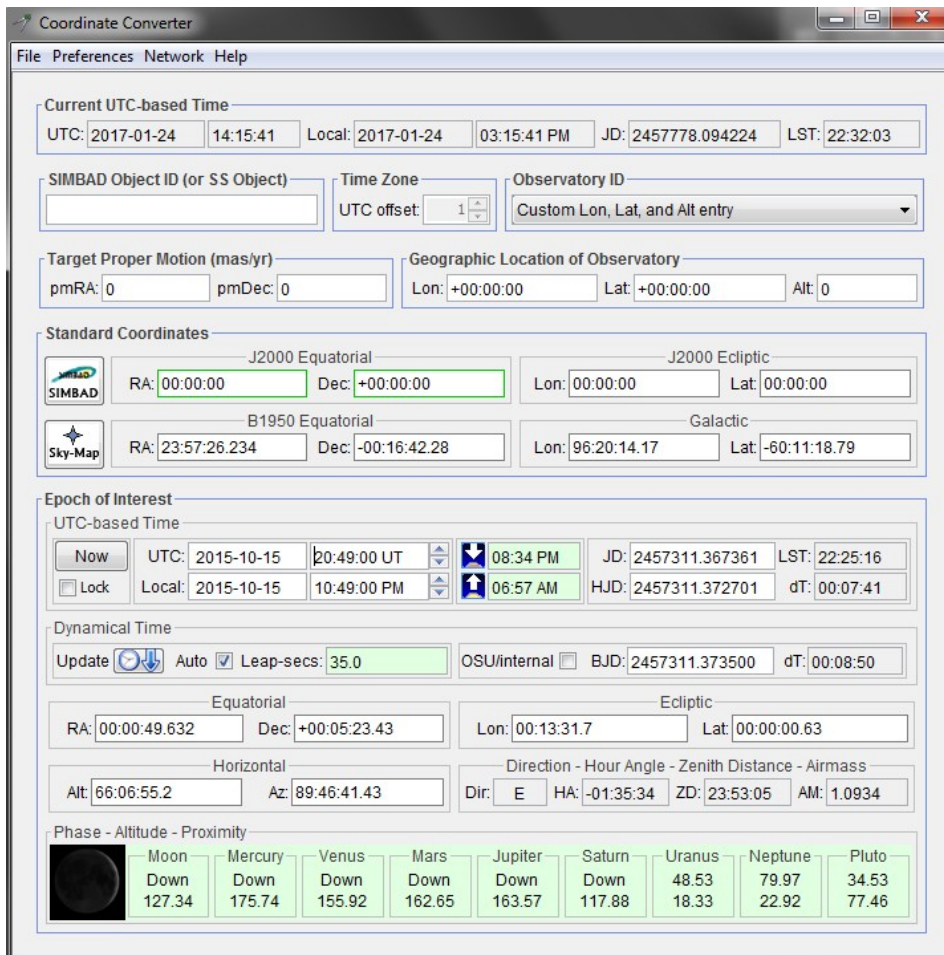 Coordinate Converter
File Preferences Network Help
Current UTC-based Time
UTC: 2017-01-24 14:15:41 Local: 2017-01-24 03:15:41 PM JD: 2457778.094224 LST: 22:32:03
SIMBAD Object ID (or SS Object) Time Zone Observatory ID
UTC offset: 1 Custom Lon, Lat, and Alt entry
Target Proper Motion (mas/yr) Geographic Location of Observatory
pmRA: 0 pmDec: 0 Lon: +00:00:00 Lat: +00:00:00 Alt: 0
Standard Coordinates
J2000 Equatorial J2000 Ecliptic
SIMBAD SIMBAD RA: 00:00:00 Dec: +00:00:00 Lon: 00:00:00 Lat: 00:00:00
B1950 Equatorial Galactic
Sky-Map RA: 23:57:26.234 Dec: -00:16:42.28 Lon: 96:20:14.17 Lat: -60:11:18.79
Epoch of Interest
UTC-based Time
Now UTC: 2015-10-15 20:49:00 UT 08:34 PM JD: 2457311.367361 LST: 22:25:16
Lock Local: 2015-10-15 10:49:00 PM 06:57 AM HJD: 2457311.372701 dT: 00:07:41
Dynamical Time
Update Auto Leap-secs: 35.0 OSU/internal BJD: 2457311.373500 dT: 00:08:50
Equatorial Ecliptic
RA: 00:00:49.632 Dec: +00:05:23.43 Lon: 00:13:31.7 Lat: 00:00:00.63
Horizontal Direction - Hour Angle - Zenith Distance - Airmass
Alt: 66:06:55.2 Az: 89:46:41.43 Dir: E HA: -01:35:34 ZD: 23:53:05 AM: 1.0934
Phase - Altitude - Proximity
Moon Mercury Venus Mars Jupiter Saturn Uranus Neptune Pluto
Down Down Down Down Down Down 48.53 79.97 34.53
127.34 175.74 155.92 162.65 163.57 117.88 18.33 22.92 77.46